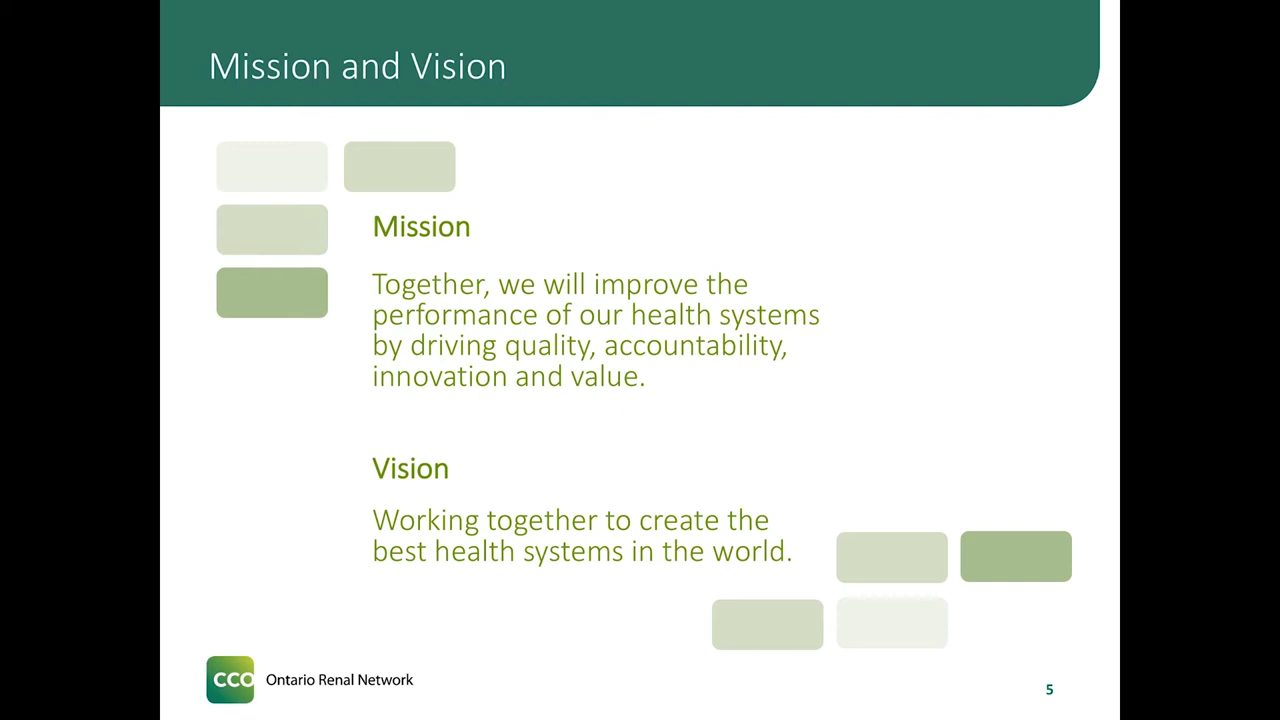 Mission and Vision
Mission
Together, we will improve the
performance of our health systems
by driving quality, accountability,
innovation and value.
Vision
Working together to create the
best health systems in the world.
CCO Ontario Renal Network
5